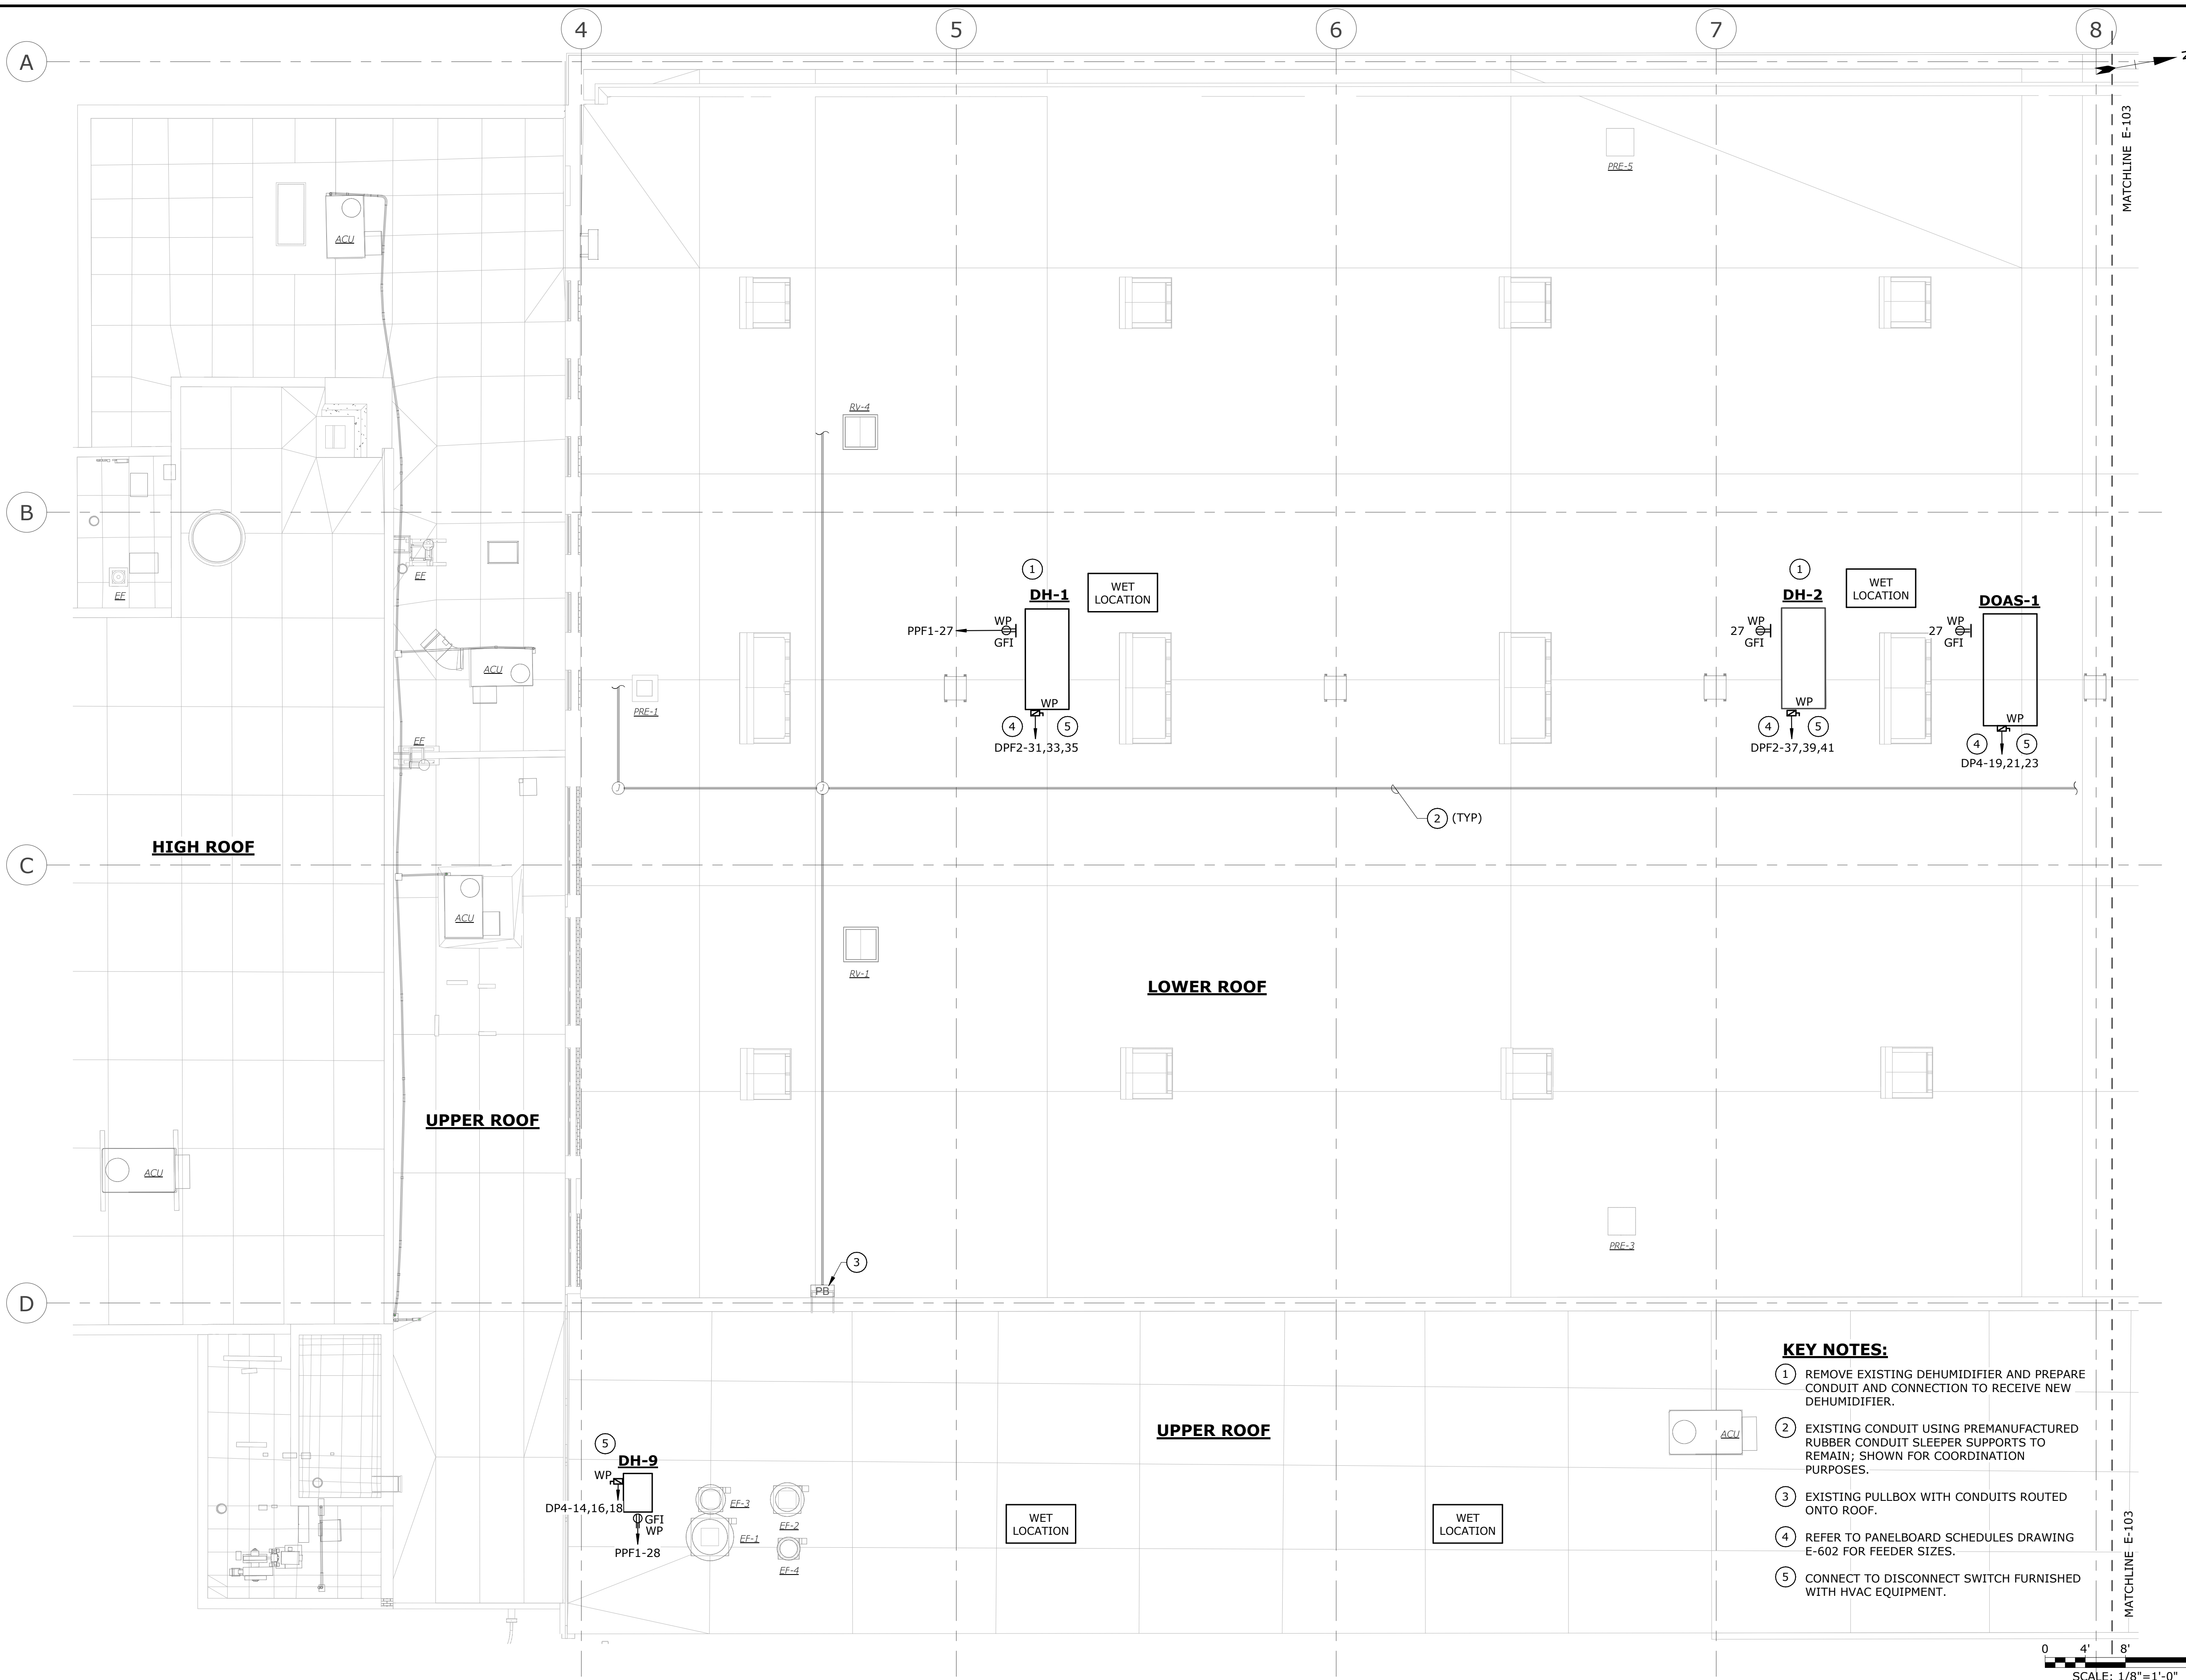 4
5
6
7
8
A
2
MATCHLINE E-103
PRE-5
ACU
RV-4
B
EF
EF
1
DH-1
WET
LOCATION
WP
GFI
PPF1-27
WP
4
5
DPF2-31,33,35
1
DH-2
WET
LOCATION
27
WP
GFI
WP
4
5
DPF2-37,39,41
DOAS-1
27
WP
GFI
WP
4
5
DP4-19,21,23
ACU
PRE-1
EF
J
J
2 (TYP)
HIGH ROOF
C
ACU
RV-1
LOWER ROOF
UPPER ROOF
ACU
PRE-3
3
PB
D
UPPER ROOF
ACU
5
DH-9
WP
DP4-14,16,18
GFI
WP
PPF1-28
EF-3
EF-2
EF-1
EF-4
WET
LOCATION
WET
LOCATION
KEY NOTES:
1 REMOVE EXISTING DEHUMIDIFIER AND PREPARE
CONDUIT AND CONNECTION TO RECEIVE NEW
DEHUMIDIFIER.
2 EXISTING CONDUIT USING PREMANUFACTURED
RUBBER CONDUIT SLEEPER SUPPORTS TO
REMAIN; SHOWN FOR COORDINATION
PURPOSES.
3 EXISTING PULLBOX WITH CONDUITS ROUTED
ONTO ROOF.
4 REFER TO PANELBOARD SCHEDULES DRAWING
E-602 FOR FEEDER SIZES.
5 CONNECT TO DISCONNECT SWITCH FURNISHED
WITH HVAC EQUIPMENT.
MATCHLINE E-103
0 4' 8'
SCALE: 1/8"=1'-0"